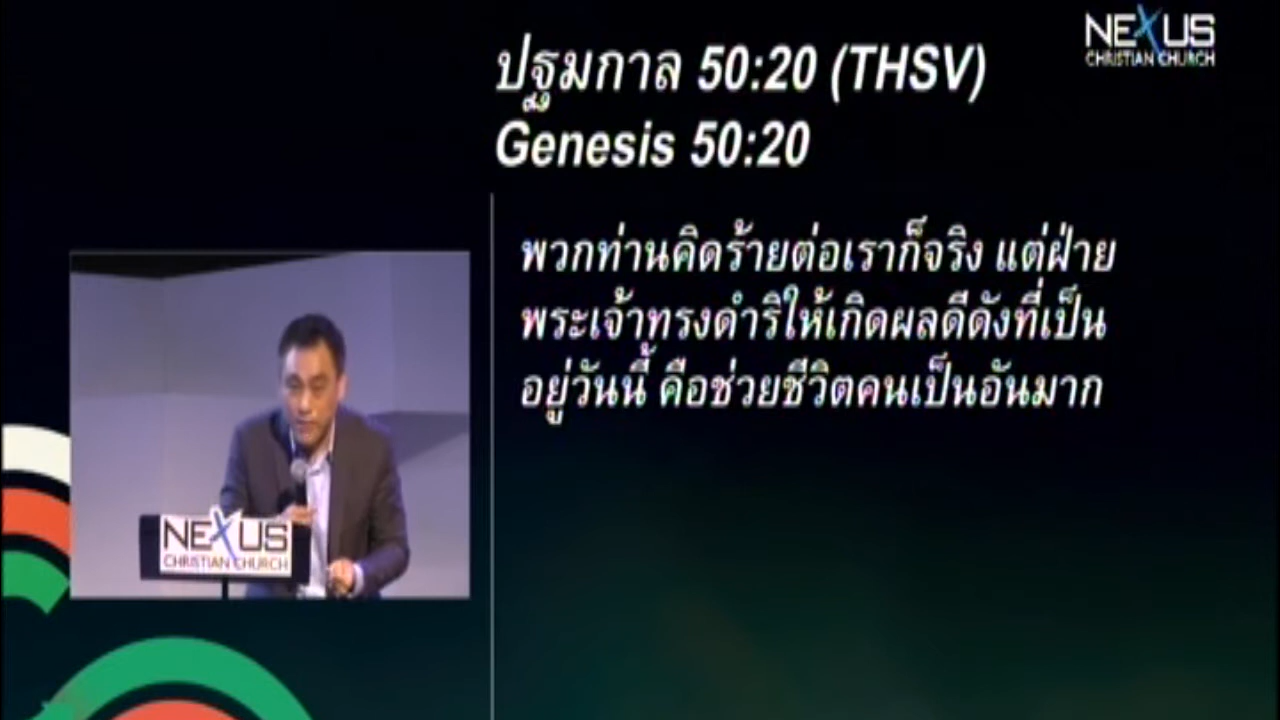 NEXUS
CHRISTIAN CHURCH
ปฐมกาล 50:20 (THSV)
Genesis 50:20
พวกท่านคิดร้ายต่อเราก็จริง แต่ฝ่าย
พระเจ้าทรงดำริให้เกิดผลดีดังที่เป็น
อยู่วันนี้ คือช่วยชีวิตคนเป็นอันมาก
NEXUS
CHRISTIAN CHURCH